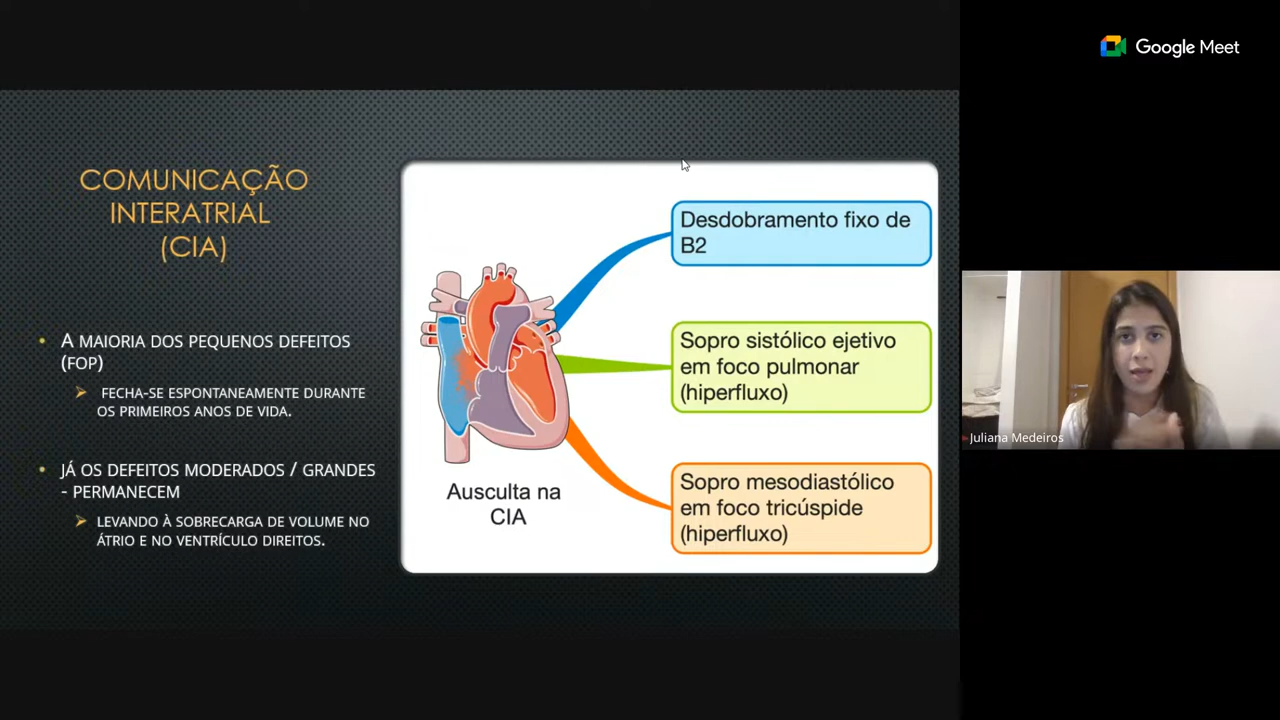 COMUNICAÇÃO
INTERATRIAL
(CIA)
• A MAIORIA DOS PEQUENOS DEFEITOS
(FOP)
FECHA-SE ESPONTANEAMENTE DURANTE
OS PRIMEIROS ANOS DE VIDA.
• JÁ OS DEFEITOS MODERADOS / GRANDES
- PERMANECEM
LEVANDO À SOBRECARGA DE VOLUME NO
ÁTRIO E NO VENTRÍCULO DIREITOS.
Ausculta na
CIA
Desdobramento fixo de
B2
Sopro sistólico ejetivo
em foco pulmonar
(hiperfluxo)
Sopro mesodiastólico
em foco tricúspide
(hiperfluxo)
Google Meet
Juliana Medeiros